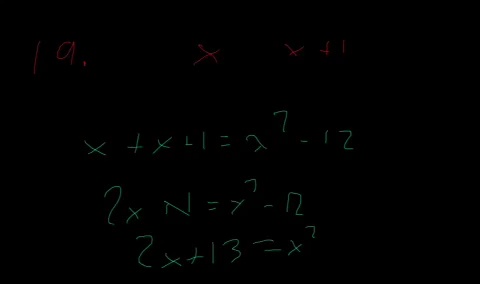 19. x x+1
x + x+1 = x² - 12
2x+1 = x² - 12
2x+13 = x²